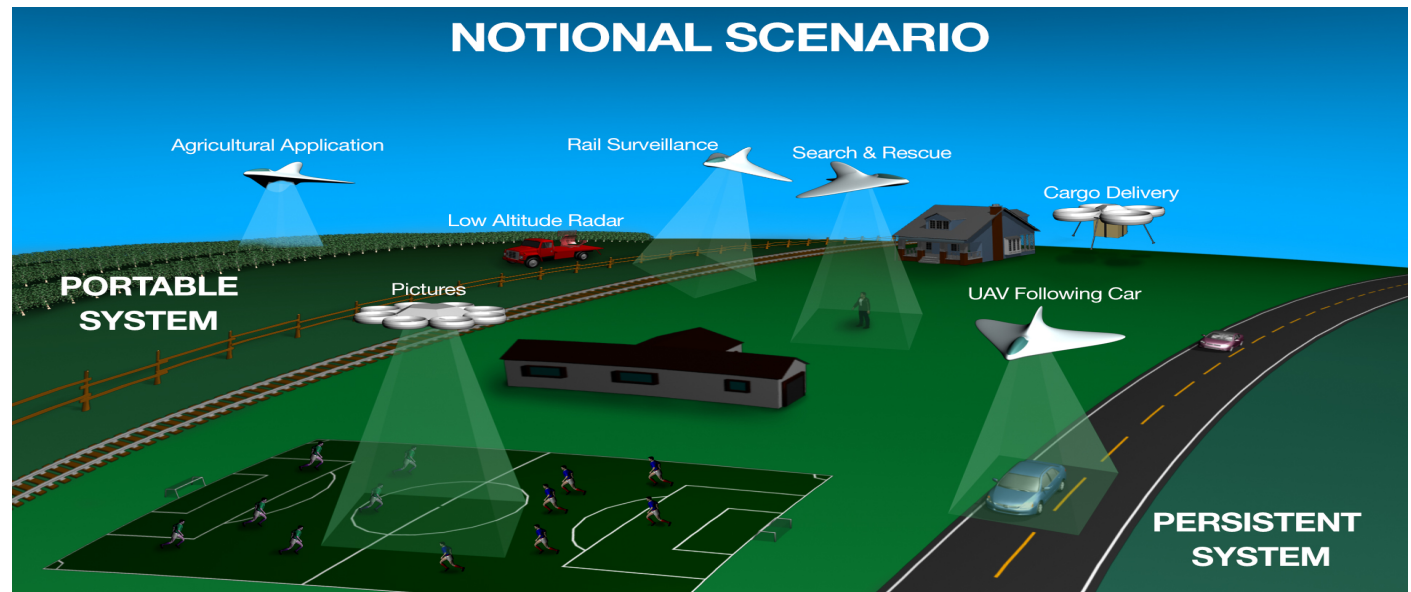 NOTIONAL SCENARIO
Agricultural Application
Rail Surveillance
Search & Rescue
Cargo Delivery
Low Altitude Radar
PORTABLE
SYSTEM
Pictures
UAV Following Car
PERSISTENT
SYSTEM